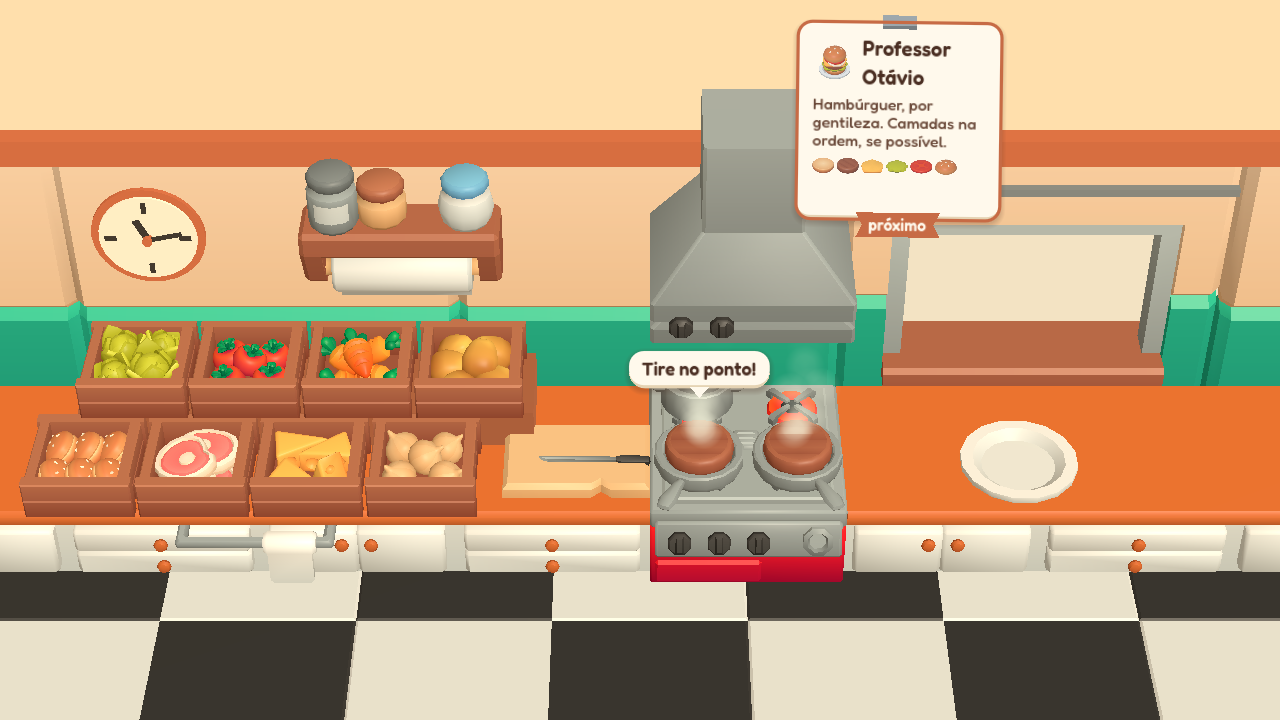 Professor
Otávio
Hambúrguer, por
gentileza. Camadas na
ordem, se possível.
próximo
Tire no ponto!